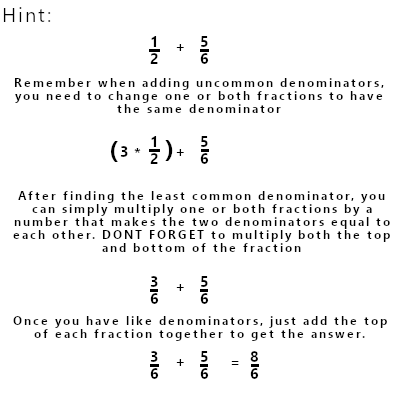 Hint:
1/2 + 5/6
Remember when adding uncommon denominators,
you need to change one or both fractions to have
the same denominator
(3 * 1/2) + 5/6
After finding the least common denominator, you
can simply multiply one or both fractions by a
number that makes the two denominators equal to
each other. DONT FORGET to multiply both the top
and bottom of the fraction
3/6 + 5/6
Once you have like denominators, just add the top
of each fraction together to get the answer.
3/6 + 5/6 = 8/6